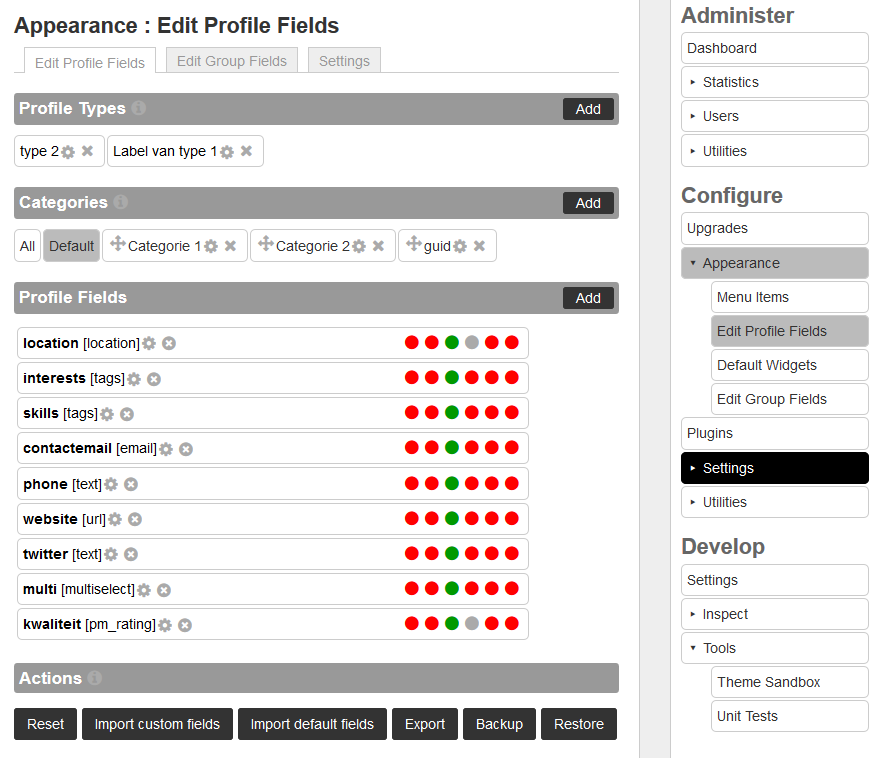 Appearance : Edit Profile Fields
Edit Profile Fields
Edit Group Fields
Settings
Profile Types
Add
type 2
Label van type 1
Categories
Add
All
Default
Categorie 1
Categorie 2
guid
Profile Fields
Add
location [location]
interests [tags]
skills [tags]
contactemail [email]
phone [text]
website [url]
twitter [text]
multi [multiselect]
kwaliteit [pm_rating]
Actions
Reset
Import custom fields
Import default fields
Export
Backup
Restore
Administer
Dashboard
Statistics
Users
Utilities
Configure
Upgrades
Appearance
Menu Items
Edit Profile Fields
Default Widgets
Edit Group Fields
Plugins
Settings
Utilities
Develop
Settings
Inspect
Tools
Theme Sandbox
Unit Tests